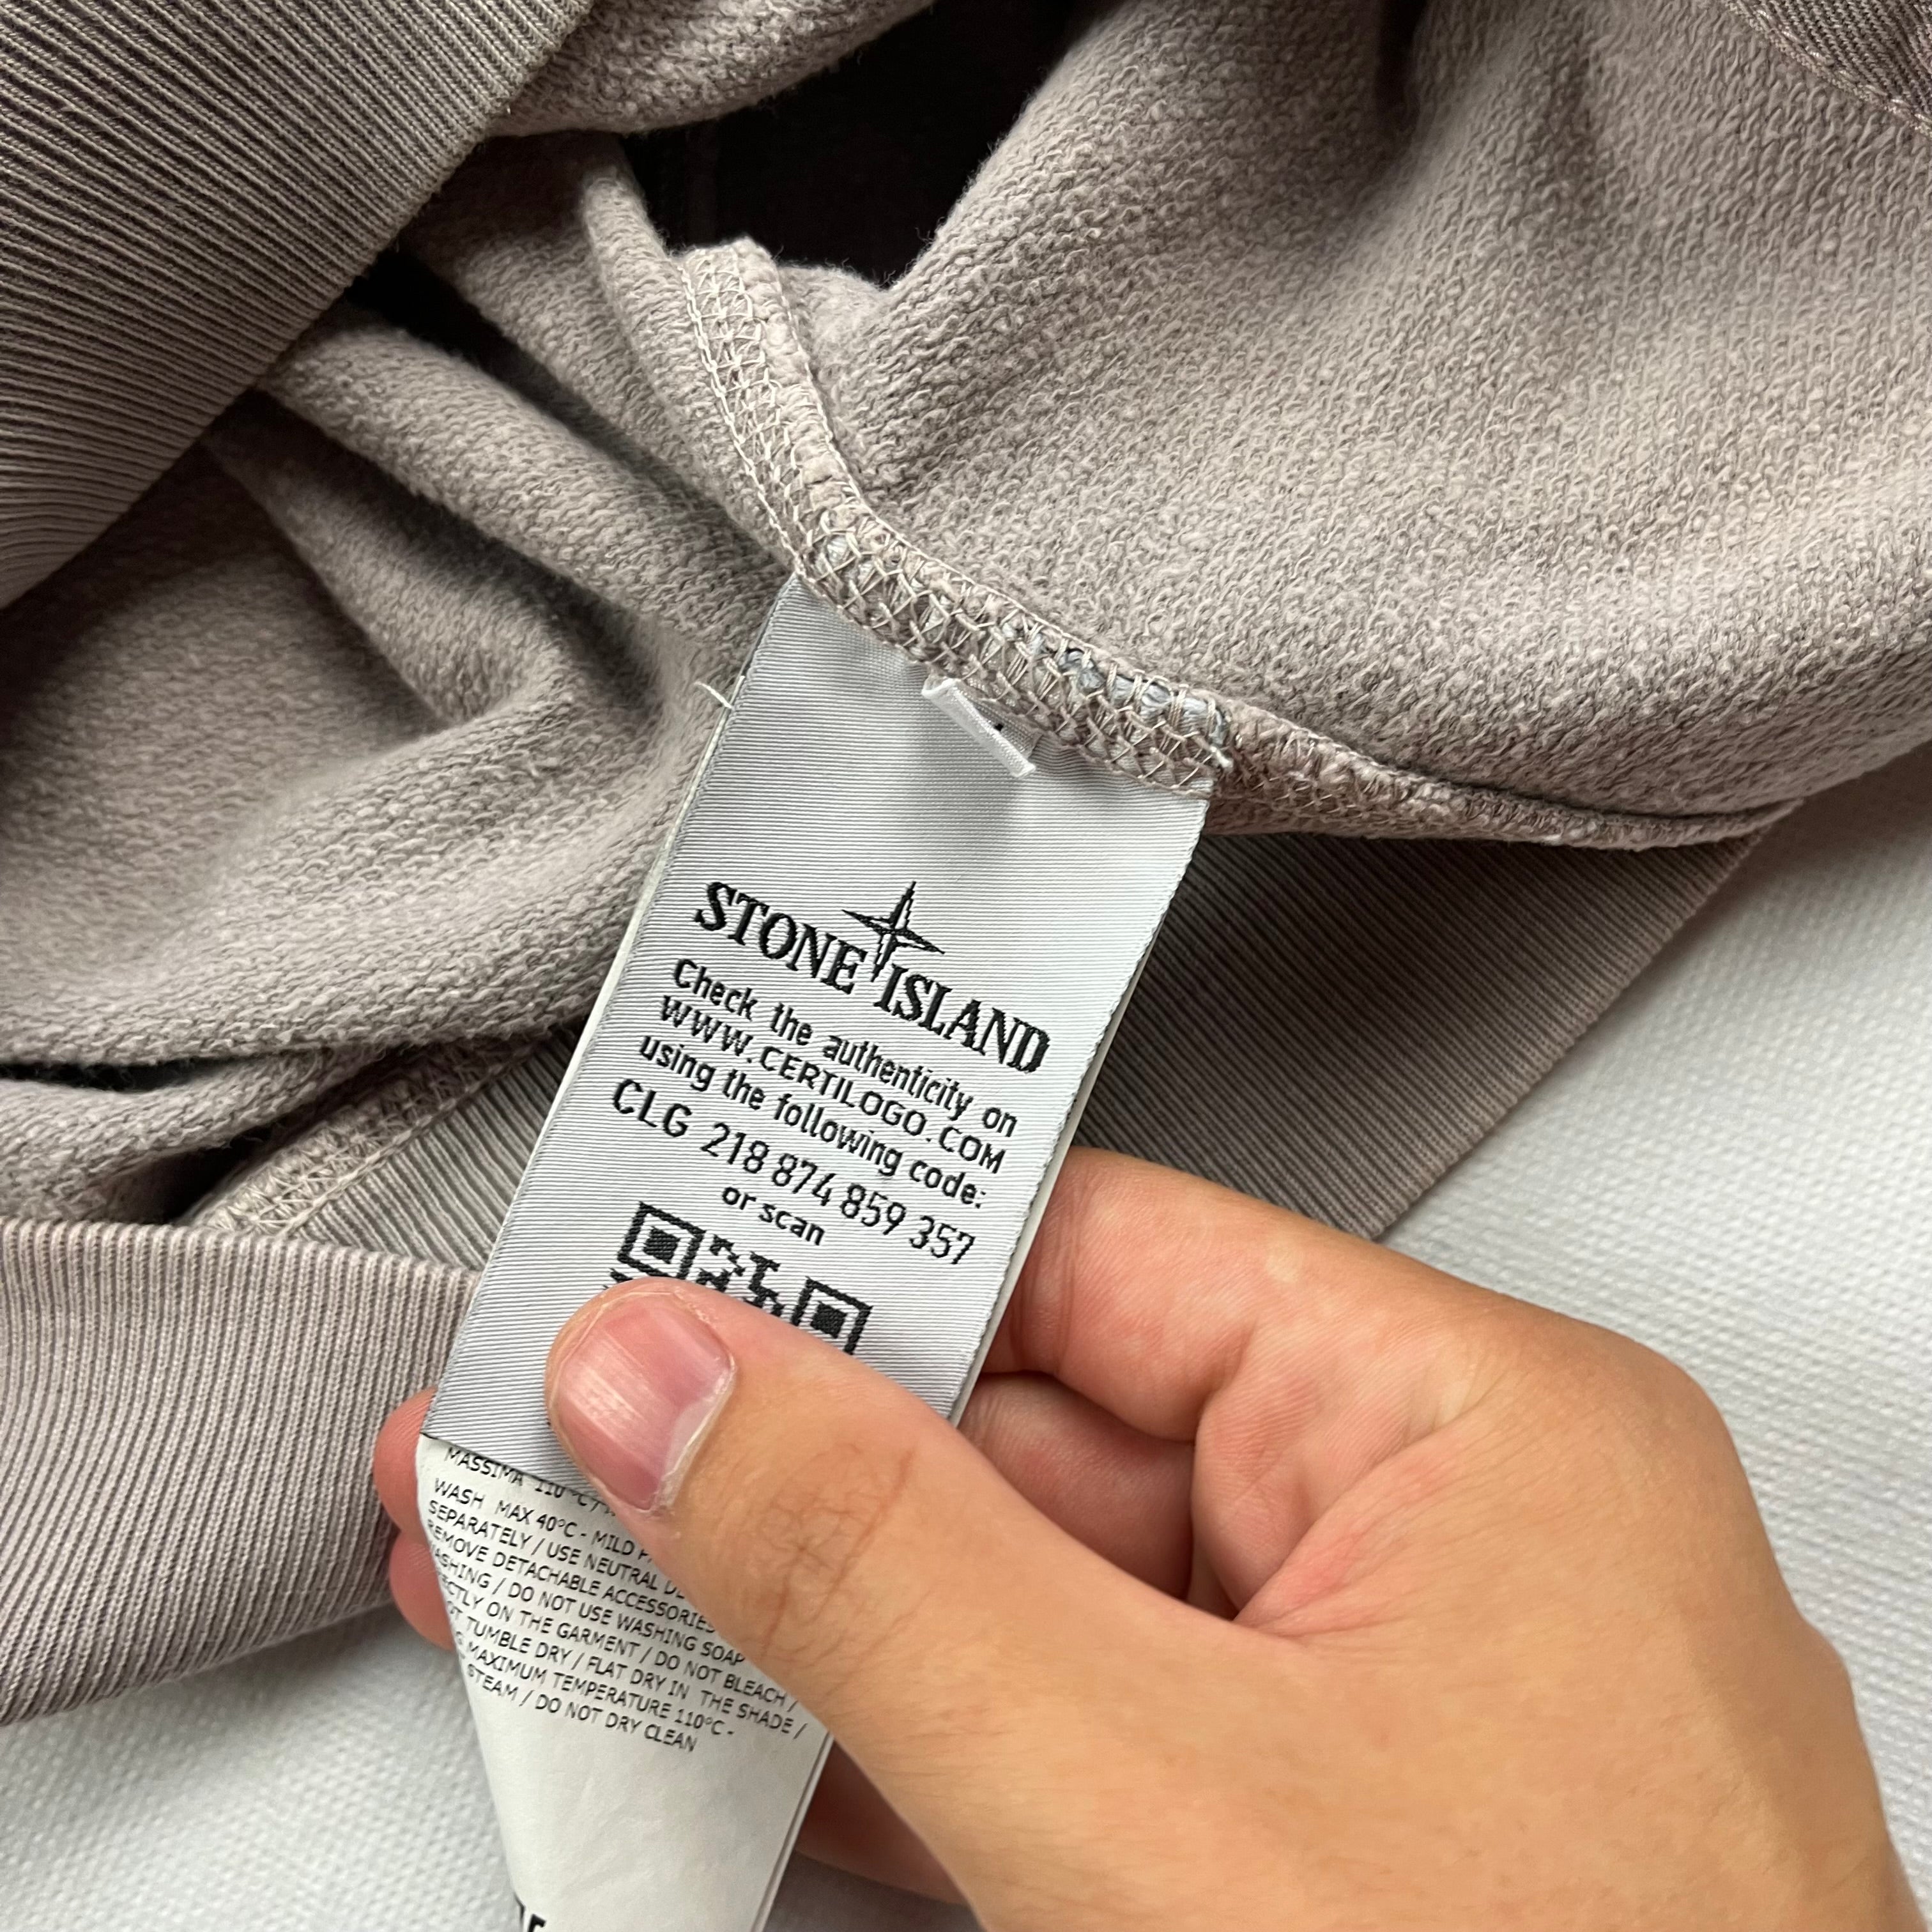 STONE ISLAND
Check the authenticity on
WWW.CERTILOGO.COM
using the following code:
CLG 218 874 859 357
or scan
MASSIMA 110 °C /
WASH MAX 40°C - MILD
SEPARATELY / USE NEUTRAL
REMOVE DETACHABLE ACCESSORIES
/ DO NOT USE WASHING SOAP
ON THE GARMENT / DO NOT BLEACH /
TUMBLE DRY / FLAT DRY IN THE SHADE /
MAXIMUM TEMPERATURE 110°C -
STEAM / DO NOT DRY CLEAN